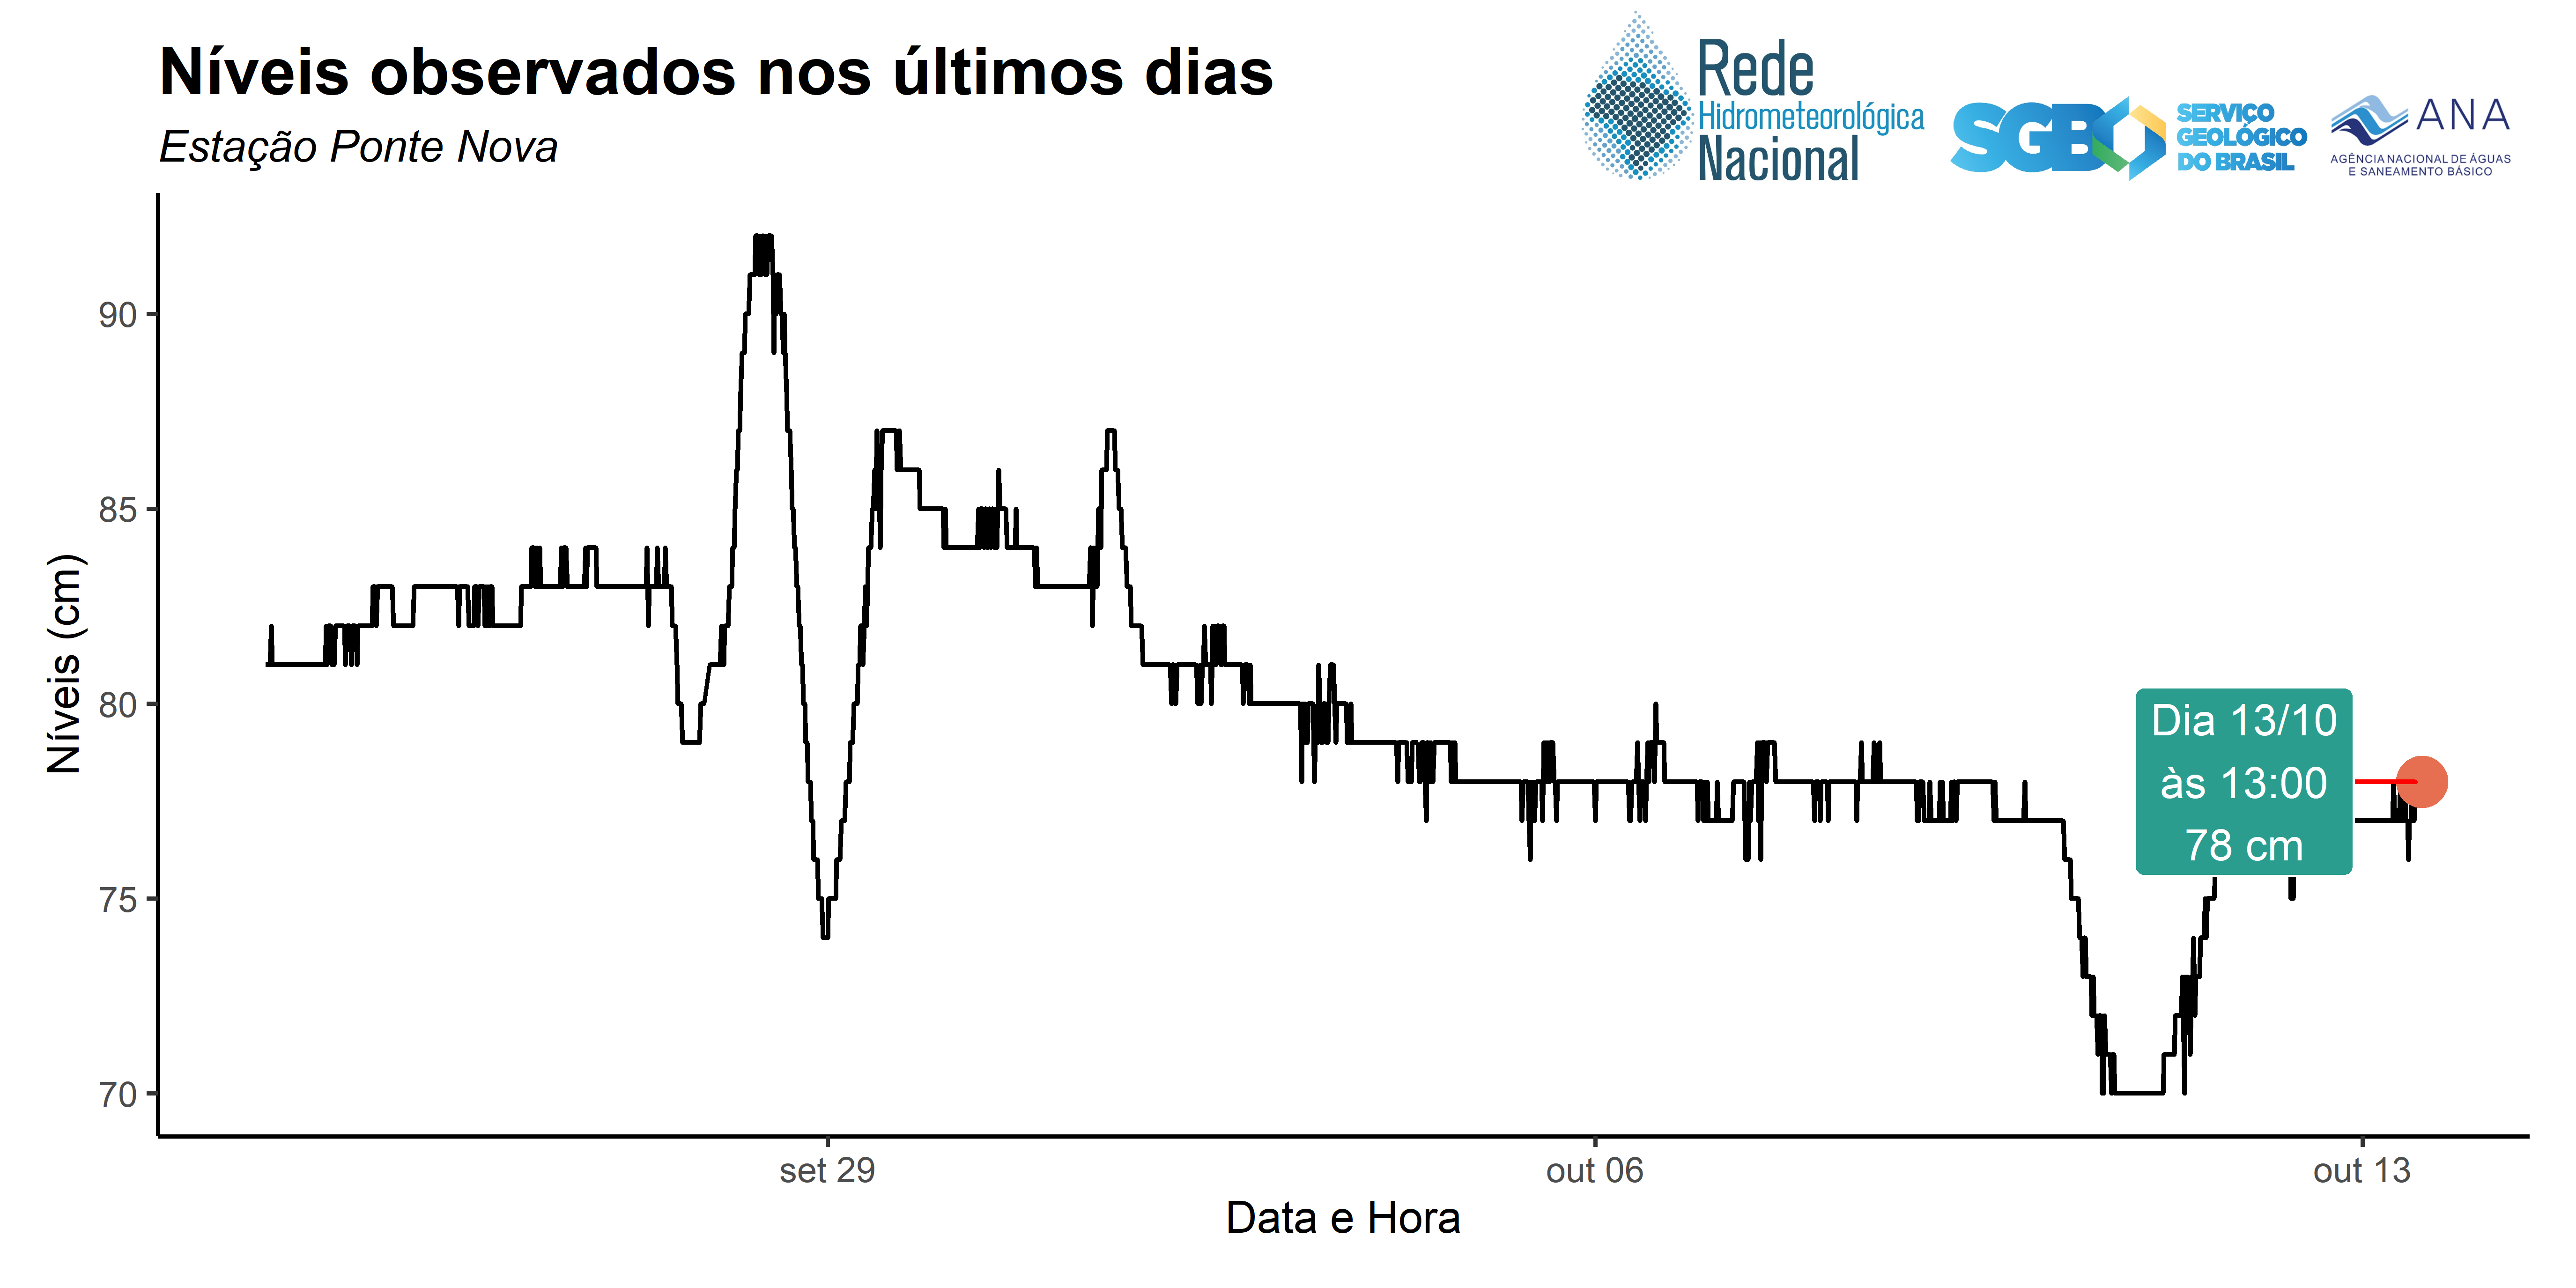 Níveis observados nos últimos dias
Estação Ponte Nova
Rede
Hidrometeorológica
Nacional
SGB
SERVIÇO
GEOLÓGICO
DO BRASIL
ANA
AGÊNCIA NACIONAL DE ÁGUAS
E SANEAMENTO BÁSICO
Níveis (cm)
90
85
80
75
70
Dia 13/10
às 13:00
78 cm
set 29
out 06
out 13
Data e Hora